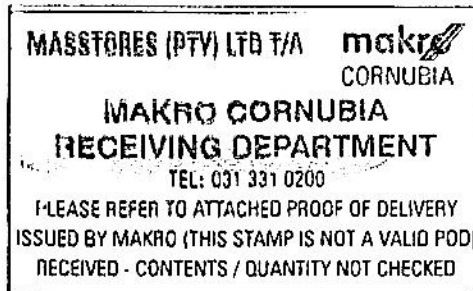 MASSTORES (PTY) LTD T/A makro
CORNUBIA
MAKRO CORNUBIA
RECEIVING DEPARTMENT
TEL: 031 331 0200
PLEASE REFER TO ATTACHED PROOF OF DELIVERY
ISSUED BY MAKRO (THIS STAMP IS NOT A VALID POD)
RECEIVED - CONTENTS / QUANTITY NOT CHECKED